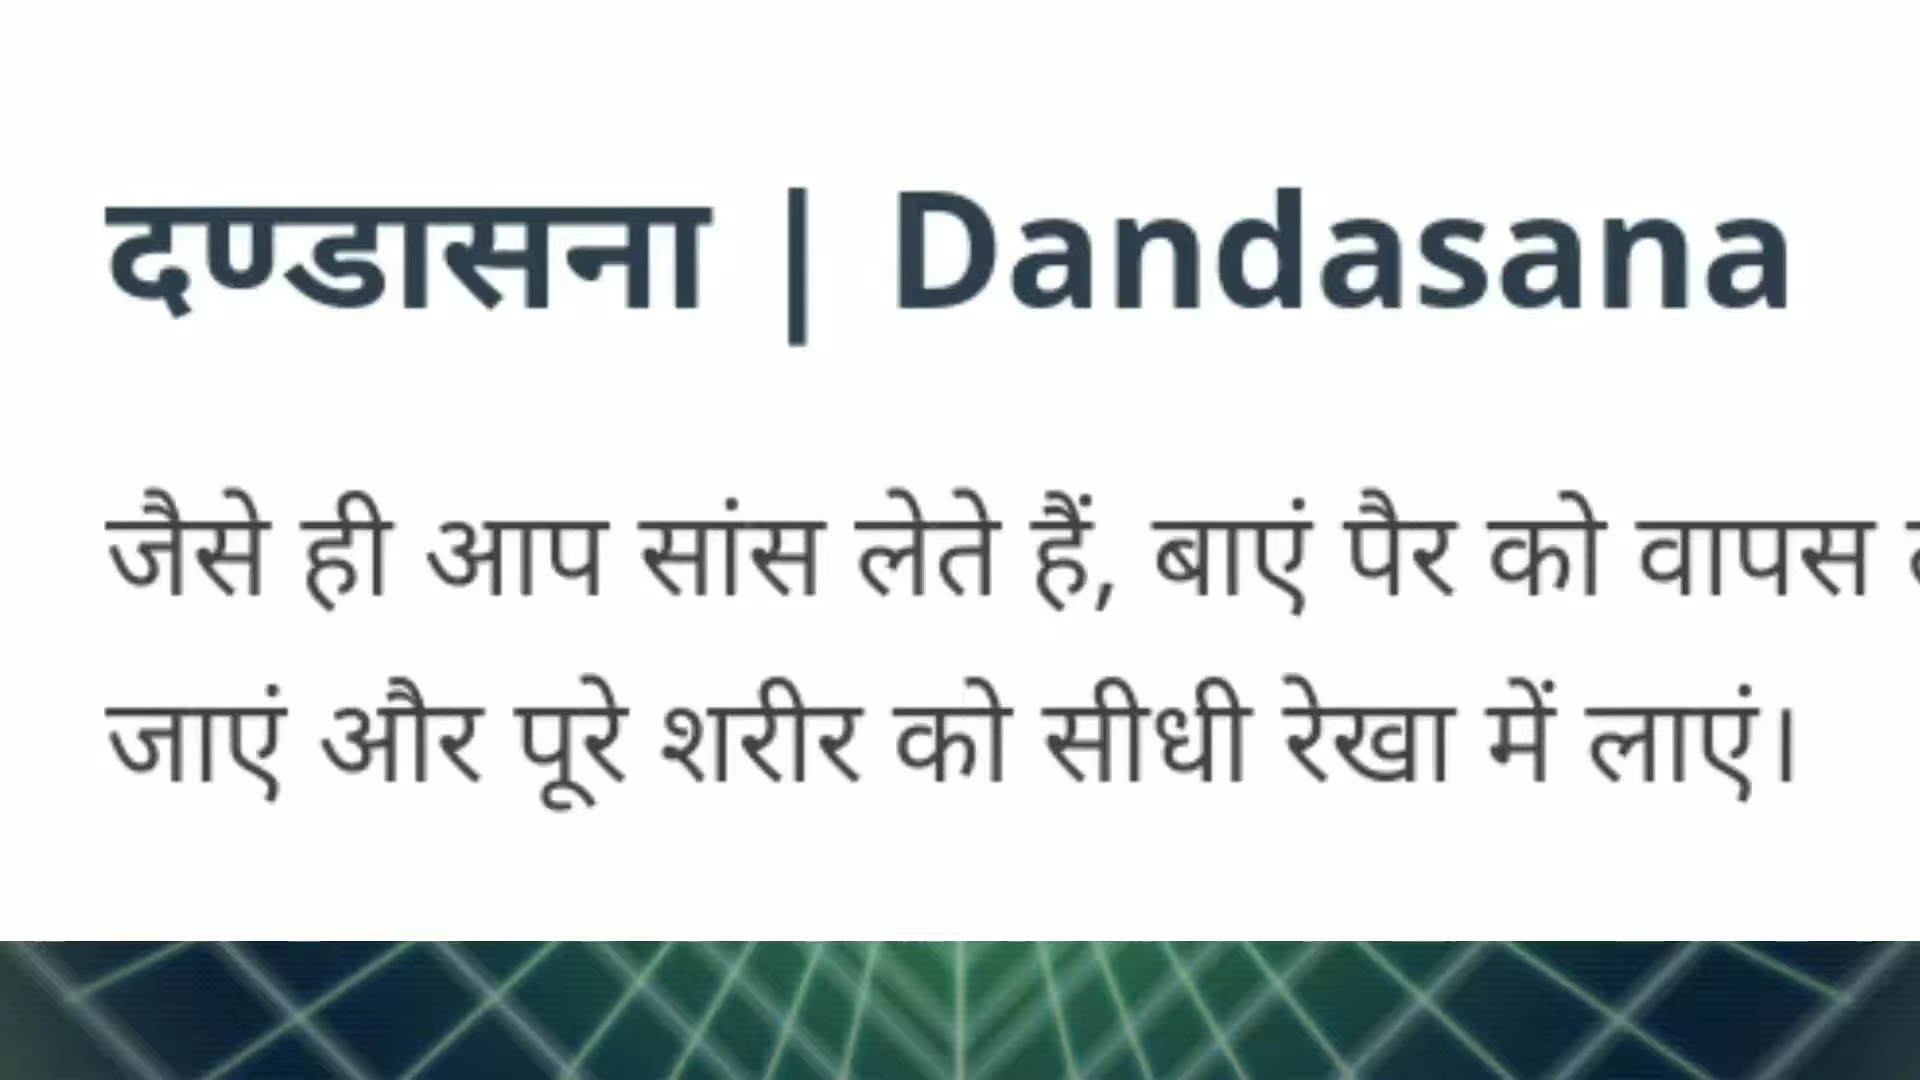 दण्डासना | Dandasana
जैसे ही आप सांस लेते हैं, बाएं पैर को वापस
जाएं और पूरे शरीर को सीधी रेखा में लाएं।